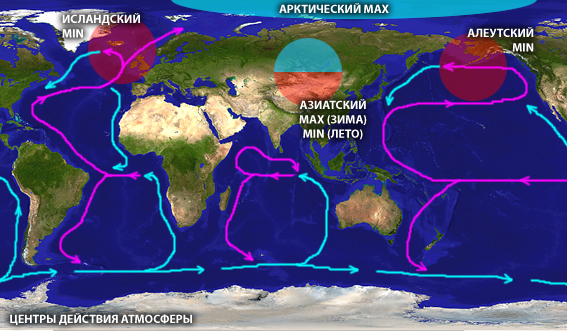 АРКТИЧЕСКИЙ MAX
ИСЛАНДСКИЙ
MIN
АЛЕУТСКИЙ
MIN
АЗИАТСКИЙ
MAX (ЗИМА)
MIN (ЛЕТО)
ЦЕНТРЫ ДЕЙСТВИЯ АТМОСФЕРЫ